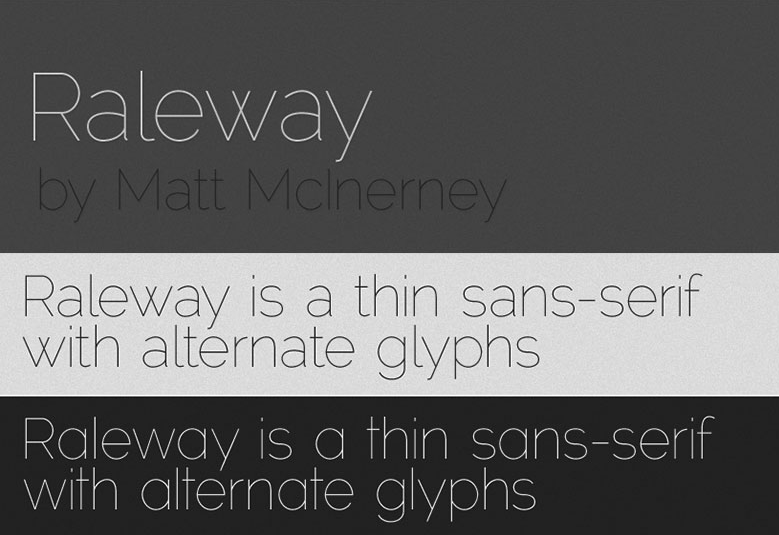 Raleway
by Matt McInerney
Raleway is a thin sans-serif
with alternate glyphs
Raleway is a thin sans-serif
with alternate glyphs